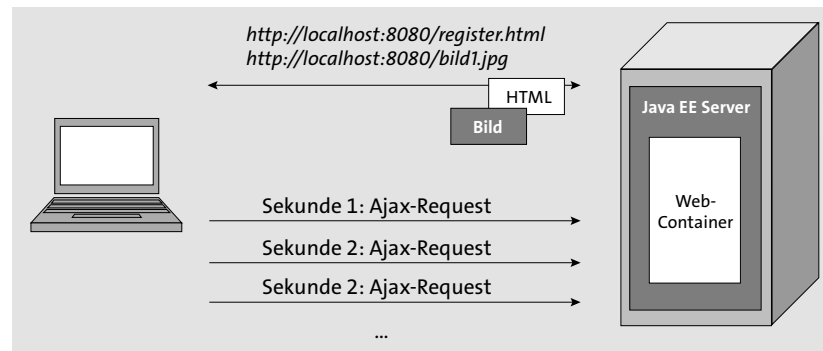 http://localhost:8080/register.html
http://localhost:8080/bild1.jpg
HTML
Bild
Java EE Server
Web-
Container
Sekunde 1: Ajax-Request
Sekunde 2: Ajax-Request
Sekunde 2: Ajax-Request
...